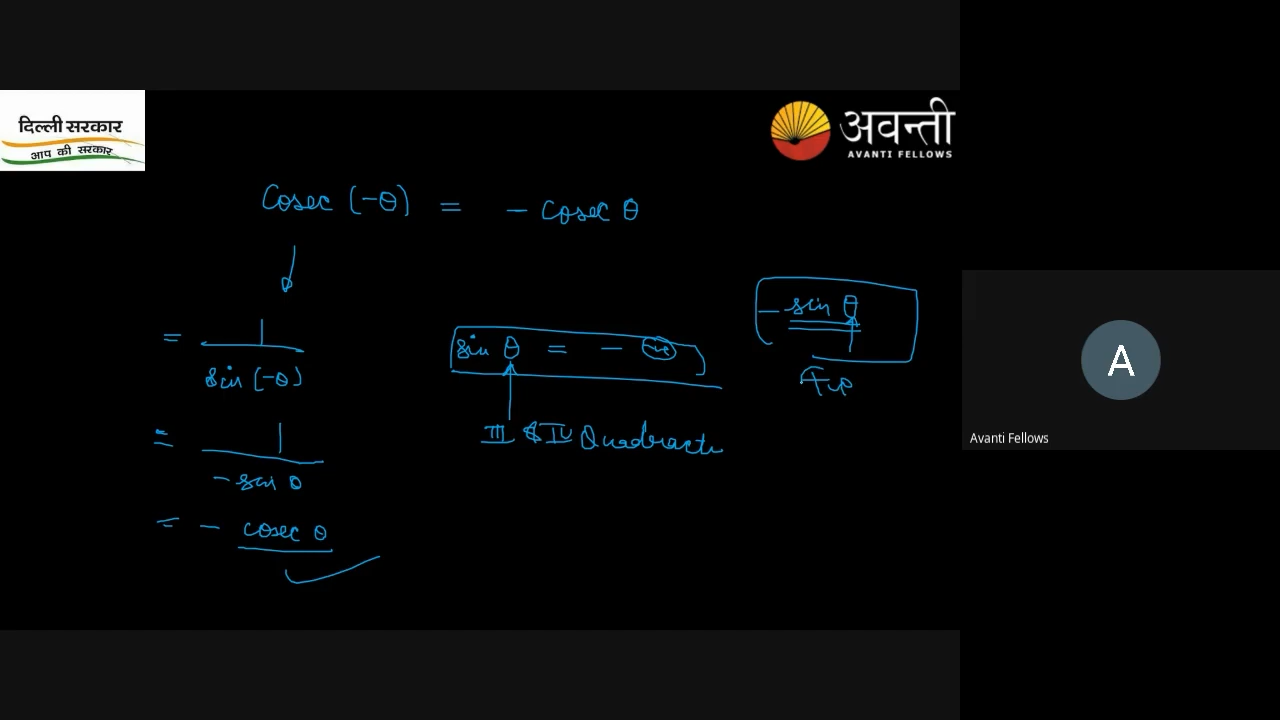 दिल्ली सरकार
आप की सरकार
अवन्ती
AVANTI FELLOWS
Cosec (-θ) = - Cosec θ
= 1 / sin (-θ)
sin θ = - ve
- sin θ
= 1 / - sin θ
III & IV Quadrants
= - cosec θ
A
Avanti Fellows